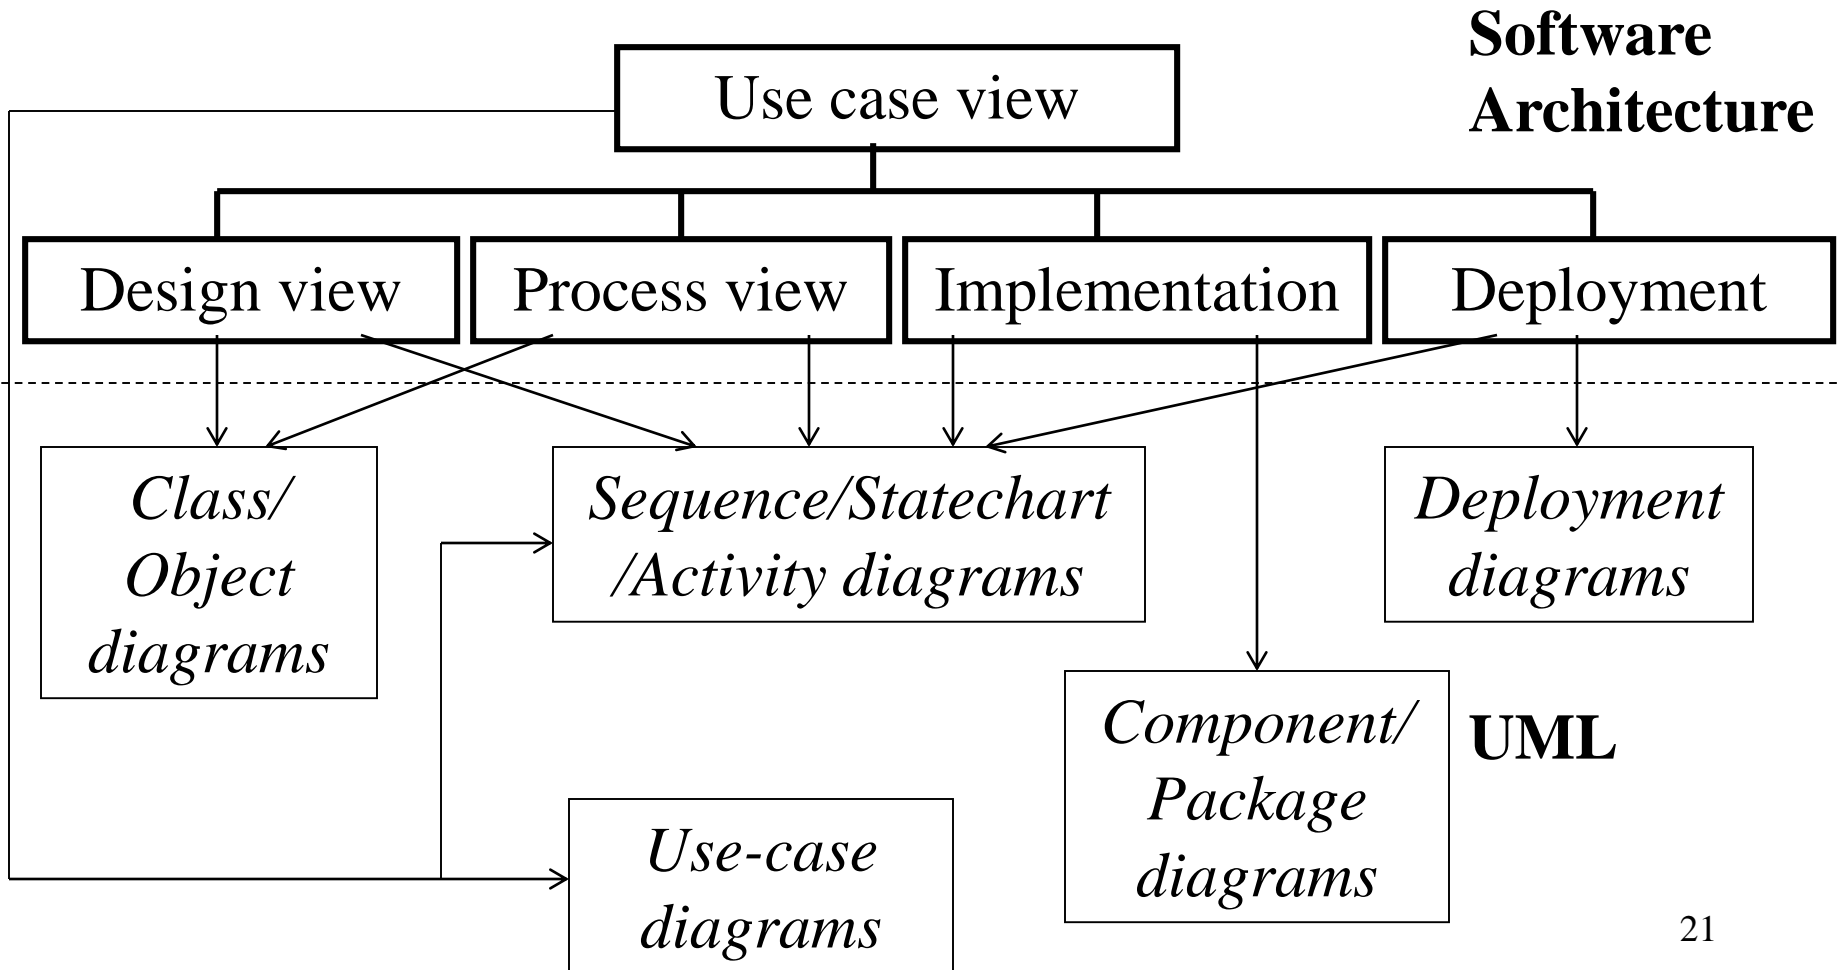 Software
Architecture
Use case view
Design view
Process view
Implementation
Deployment
Class/
Object
diagrams
Sequence/Statechart
/Activity diagrams
Deployment
diagrams
Component/
Package
diagrams
UML
Use-case
diagrams
21